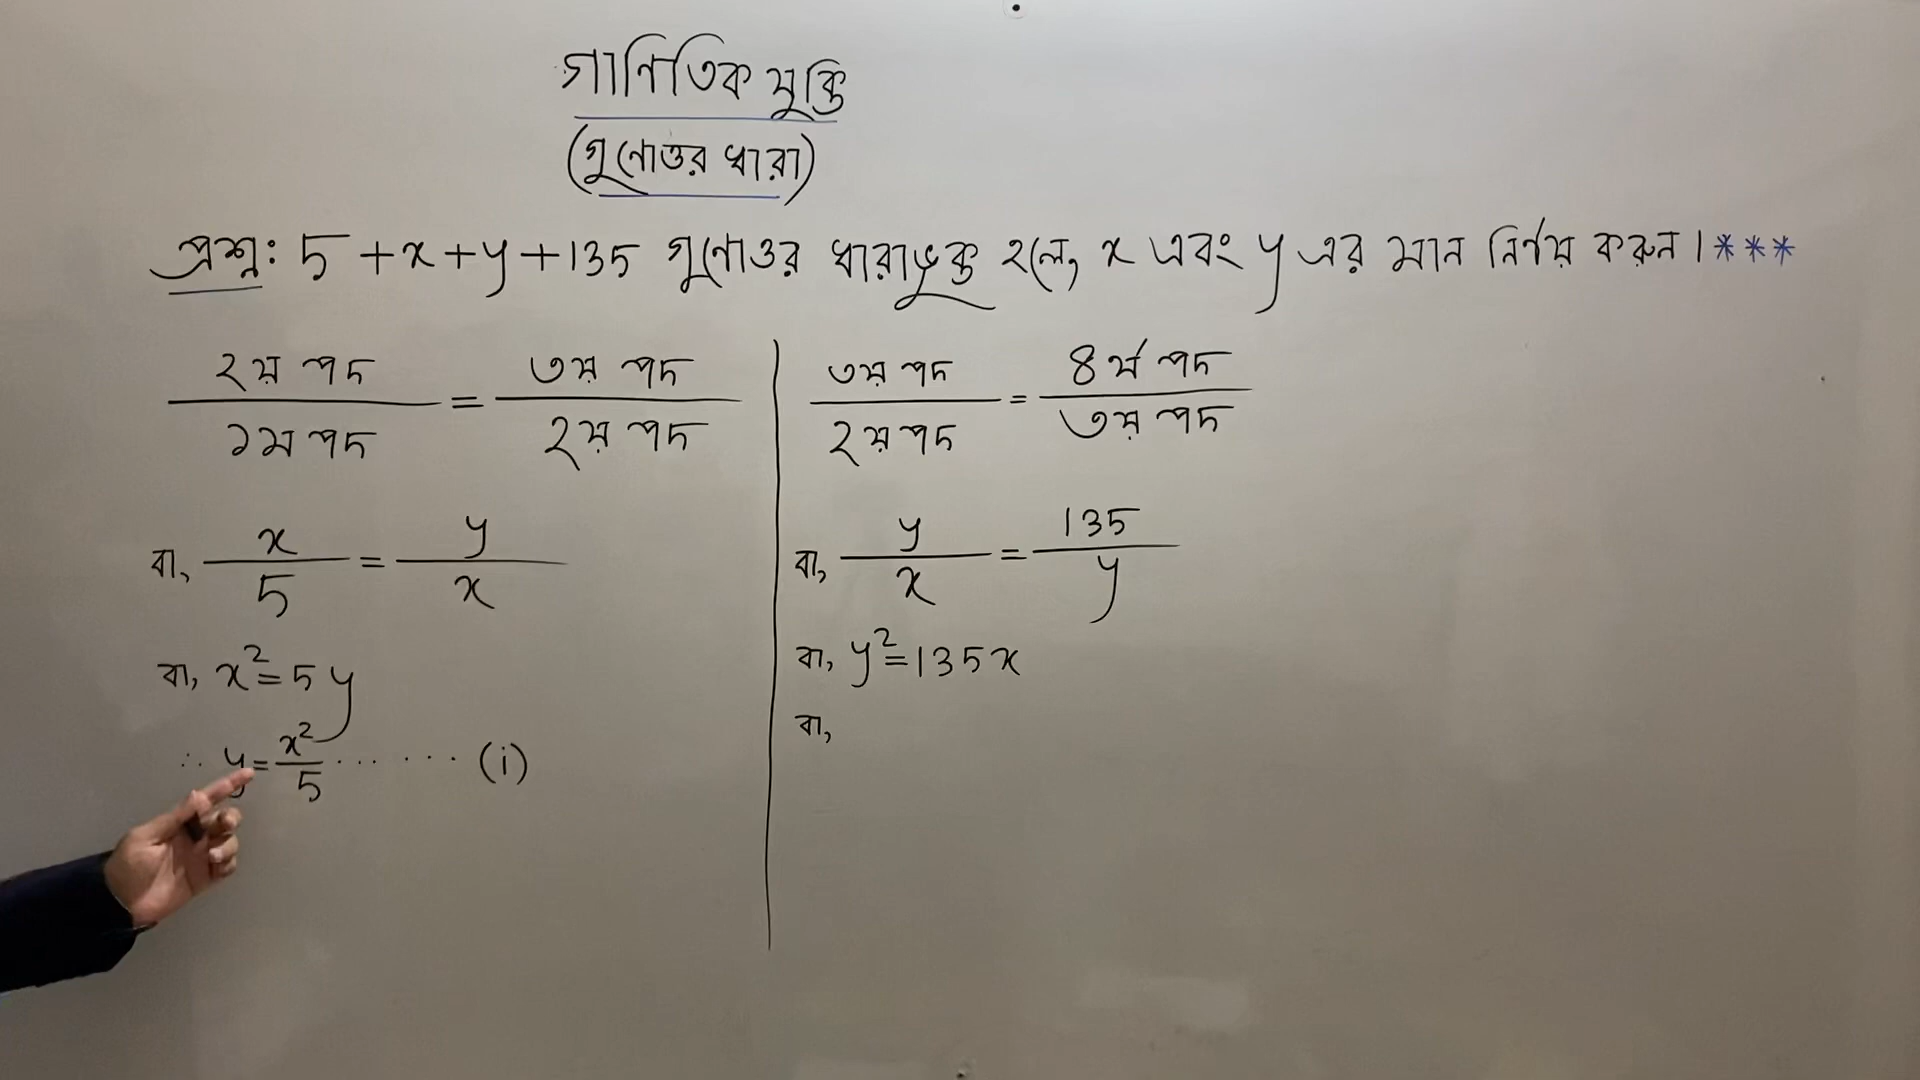 গাণিতিক যুক্তি
(গুনোত্তর ধারা)
প্রশ্ন: 5 + x + y + 135 গুনোত্তর ধারাভুক্ত হলে, x এবং y এর মান নির্ণয় করুন। ***
২য় পদ / ১ম পদ = ৩য় পদ / ২য় পদ
বা, x / 5 = y / x
বা, x² = 5y
∴ y = x² / 5 ......... (i)
৩য় পদ / ২য় পদ = 8র্থ পদ / ৩য় পদ
বা, y / x = 135 / y
বা, y² = 135x
বা,